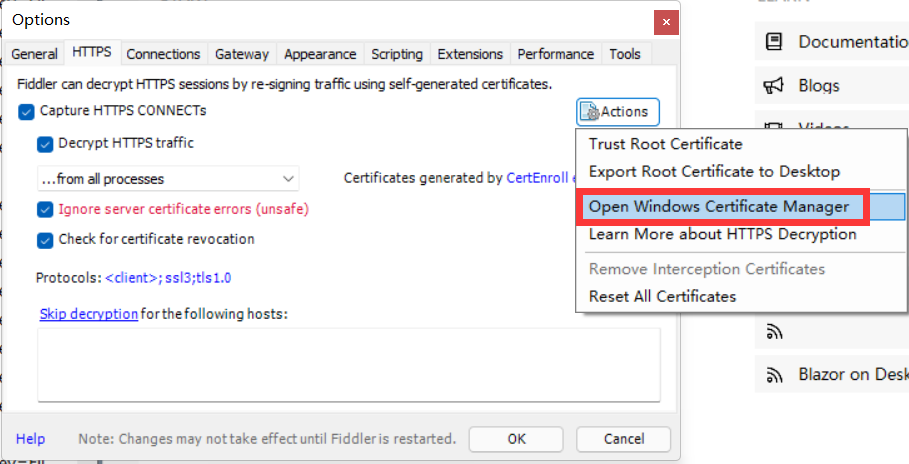 Options
General HTTPS Connections Gateway Appearance Scripting Extensions Performance Tools
Fiddler can decrypt HTTPS sessions by re-signing traffic using self-generated certificates.
Capture HTTPS CONNECTs
Actions
Decrypt HTTPS traffic
...from all processes
Certificates generated by CertEnroll
Ignore server certificate errors (unsafe)
Check for certificate revocation
Protocols: <client>;ssl3;tls1.0
Skip decryption for the following hosts:
Help
Note: Changes may not take effect until Fiddler is restarted.
OK
Cancel
Trust Root Certificate
Export Root Certificate to Desktop
Open Windows Certificate Manager
Learn More about HTTPS Decryption
Remove Interception Certificates
Reset All Certificates
LEARN
Documentatio
Blogs
Videos
Blazor on Desk